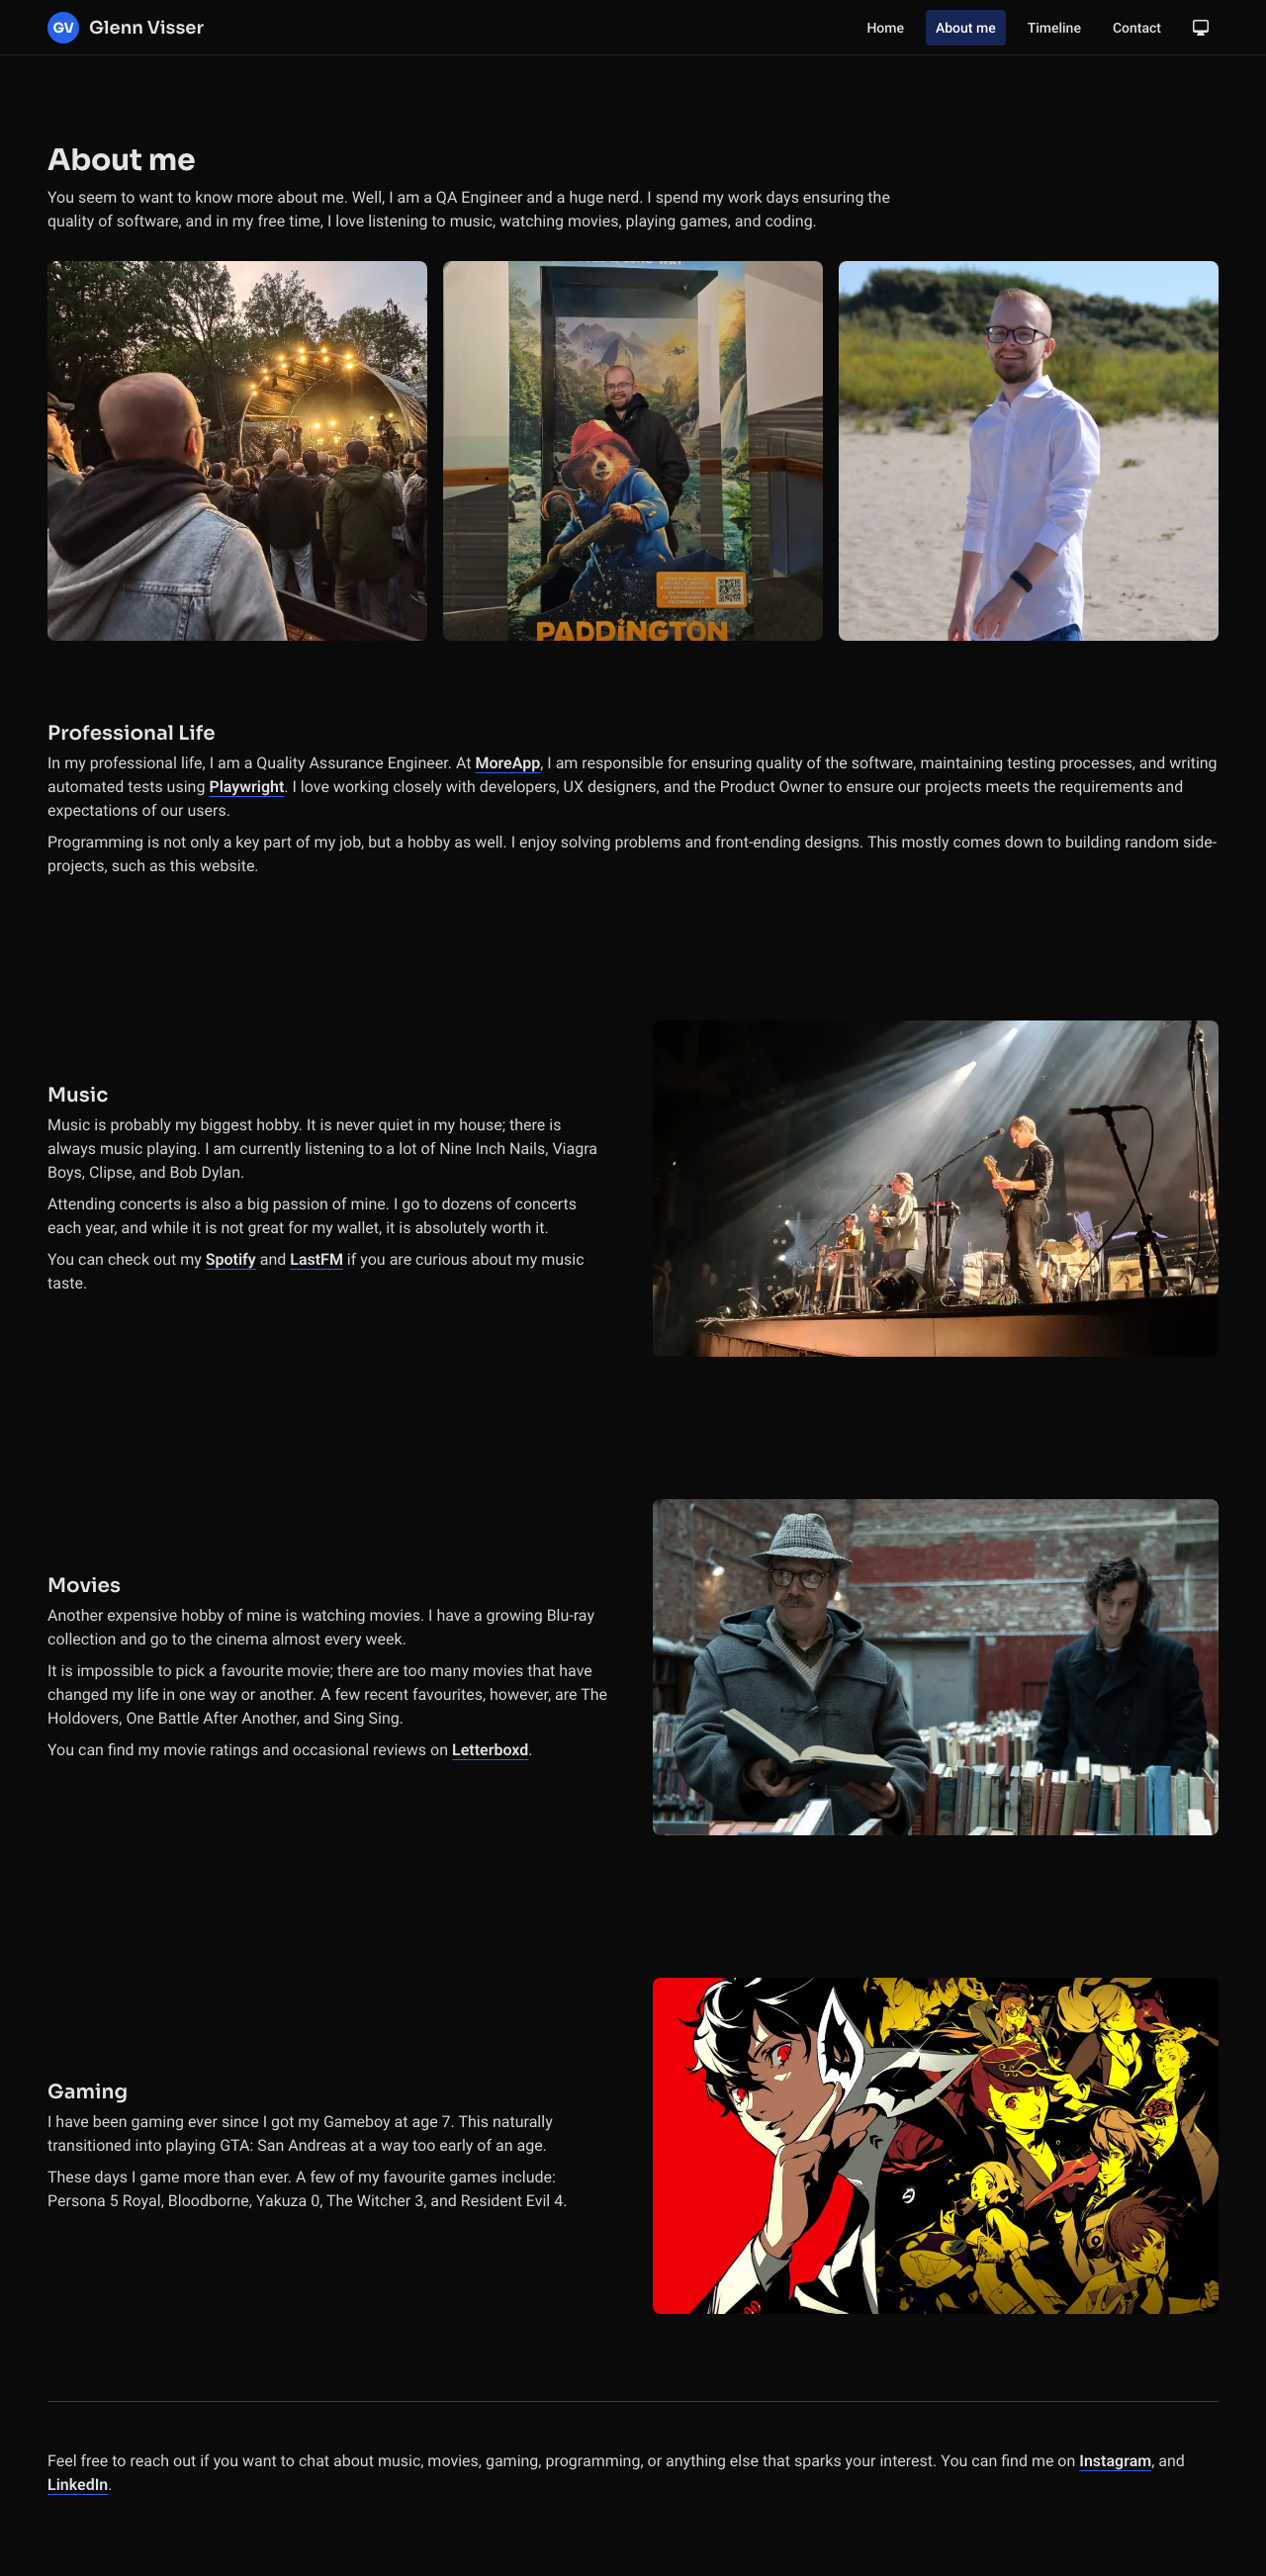 GV Glenn Visser Home About me Timeline Contact
About me
You seem to want to know more about me. Well, I am a QA Engineer and a huge nerd. I spend my work days ensuring the
quality of software, and in my free time, I love listening to music, watching movies, playing games, and coding.
PADDINGTON
Professional Life
In my professional life, I am a Quality Assurance Engineer. At MoreApp, I am responsible for ensuring quality of the software, maintaining testing processes, and writing
automated tests using Playwright. I love working closely with developers, UX designers, and the Product Owner to ensure our projects meets the requirements and
expectations of our users.
Programming is not only a key part of my job, but a hobby as well. I enjoy solving problems and front-ending designs. This mostly comes down to building random side-
projects, such as this website.
Music
Music is probably my biggest hobby. It is never quiet in my house; there is
always music playing. I am currently listening to a lot of Nine Inch Nails, Viagra
Boys, Clipse, and Bob Dylan.
Attending concerts is also a big passion of mine. I go to dozens of concerts
each year, and while it is not great for my wallet, it is absolutely worth it.
You can check out my Spotify and LastFM if you are curious about my music
taste.
Movies
Another expensive hobby of mine is watching movies. I have a growing Blu-ray
collection and go to the cinema almost every week.
It is impossible to pick a favourite movie; there are too many movies that have
changed my life in one way or another. A few recent favourites, however, are The
Holdovers, One Battle After Another, and Sing Sing.
You can find my movie ratings and occasional reviews on Letterboxd.
Gaming
I have been gaming ever since I got my Gameboy at age 7. This naturally
transitioned into playing GTA: San Andreas at a way too early of an age.
These days I game more than ever. A few of my favourite games include:
Persona 5 Royal, Bloodborne, Yakuza 0, The Witcher 3, and Resident Evil 4.
Feel free to reach out if you want to chat about music, movies, gaming, programming, or anything else that sparks your interest. You can find me on Instagram, and
LinkedIn.